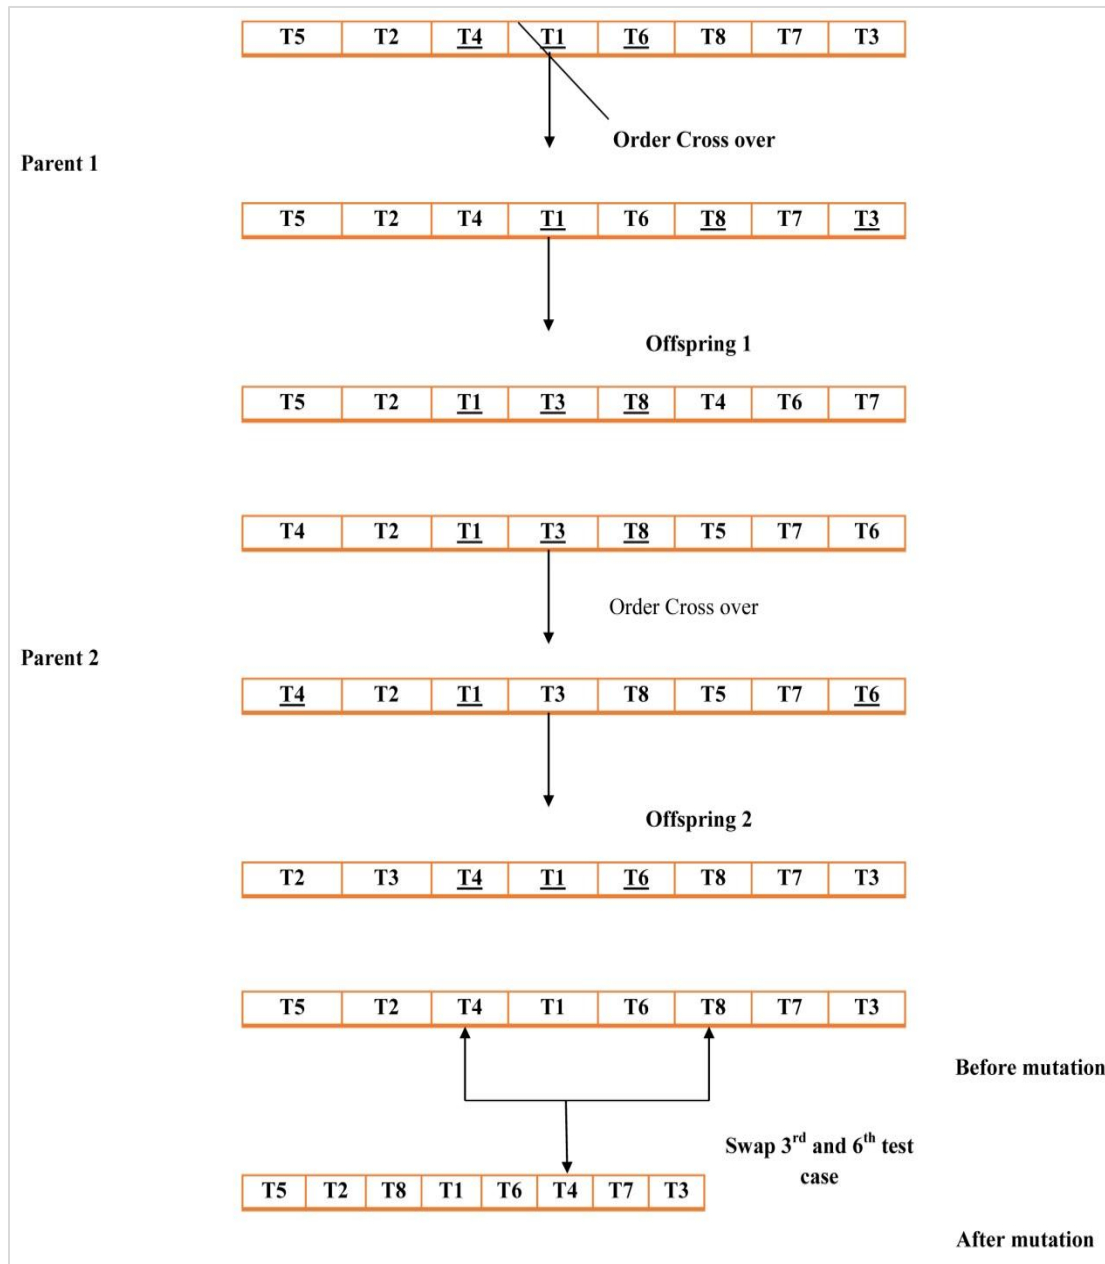 T5 T2 T4 T1 T6 T8 T7 T3
Order Cross over
Parent 1
T5 T2 T4 T1 T6 T8 T7 T3
Offspring 1
T5 T2 T1 T3 T8 T4 T6 T7
T4 T2 T1 T3 T8 T5 T7 T6
Order Cross over
Parent 2
T4 T2 T1 T3 T8 T5 T7 T6
Offspring 2
T2 T3 T4 T1 T6 T8 T7 T3
T5 T2 T4 T1 T6 T8 T7 T3
Before mutation
Swap 3rd and 6th test
case
T5 T2 T8 T1 T6 T4 T7 T3
After mutation